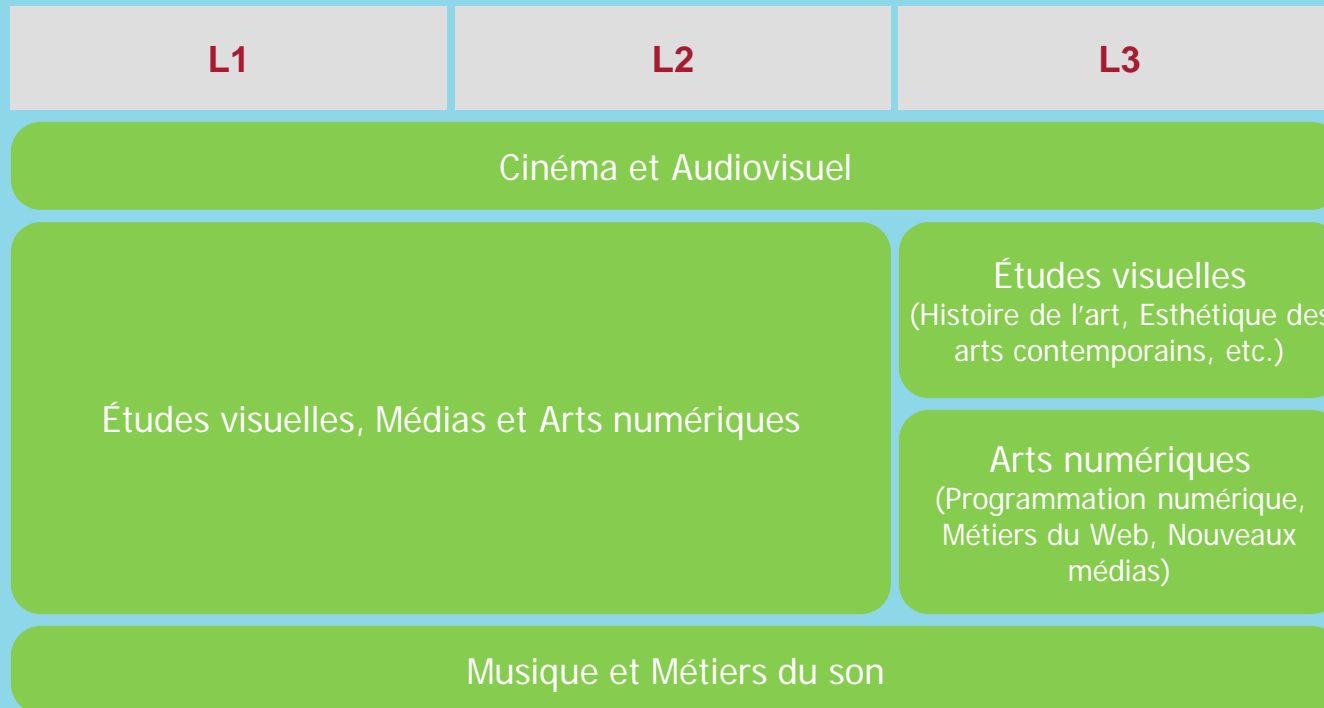 L1
L2
L3
Cinéma et Audiovisuel
Études visuelles, Médias et Arts numériques
Études visuelles
(Histoire de l'art, Esthétique des
arts contemporains, etc.)
Arts numériques
(Programmation numérique,
Métiers du Web, Nouveaux
médias)
Musique et Métiers du son